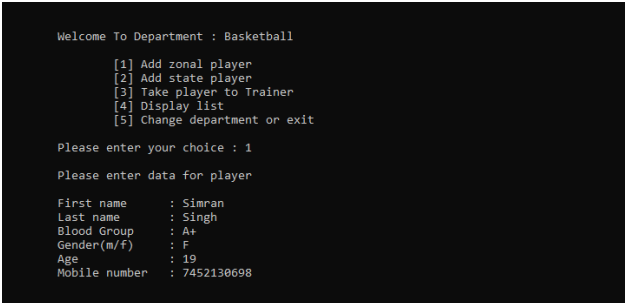 Welcome To Department : Basketball
[1] Add zonal player
[2] Add state player
[3] Take player to Trainer
[4] Display list
[5] Change department or exit
Please enter your choice : 1
Please enter data for player
First name : Simran
Last name : Singh
Blood Group : A+
Gender(m/f) : F
Age : 19
Mobile number : 7452130698